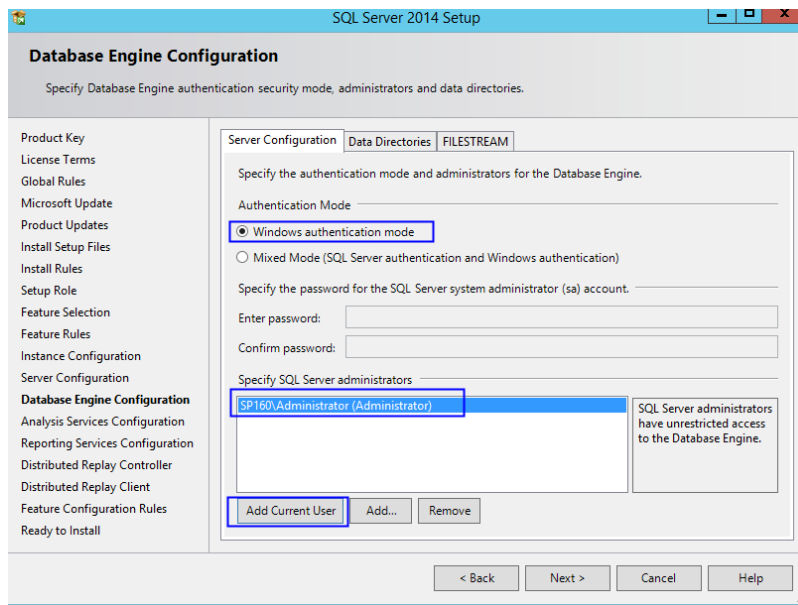 SQL Server 2014 Setup
Database Engine Configuration
Specify Database Engine authentication security mode, administrators and data directories.
Product Key
License Terms
Global Rules
Microsoft Update
Product Updates
Install Setup Files
Install Rules
Setup Role
Feature Selection
Feature Rules
Instance Configuration
Server Configuration
Database Engine Configuration
Analysis Services Configuration
Reporting Services Configuration
Distributed Replay Controller
Distributed Replay Client
Feature Configuration Rules
Ready to Install
Server Configuration Data Directories FILESTREAM
Specify the authentication mode and administrators for the Database Engine.
Authentication Mode
Windows authentication mode
Mixed Mode (SQL Server authentication and Windows authentication)
Specify the password for the SQL Server system administrator (sa) account.
Enter password:
Confirm password:
Specify SQL Server administrators
SP160\Administrator (Administrator)
SQL Server administrators
have unrestricted access
to the Database Engine.
Add Current User Add... Remove
< Back Next > Cancel Help